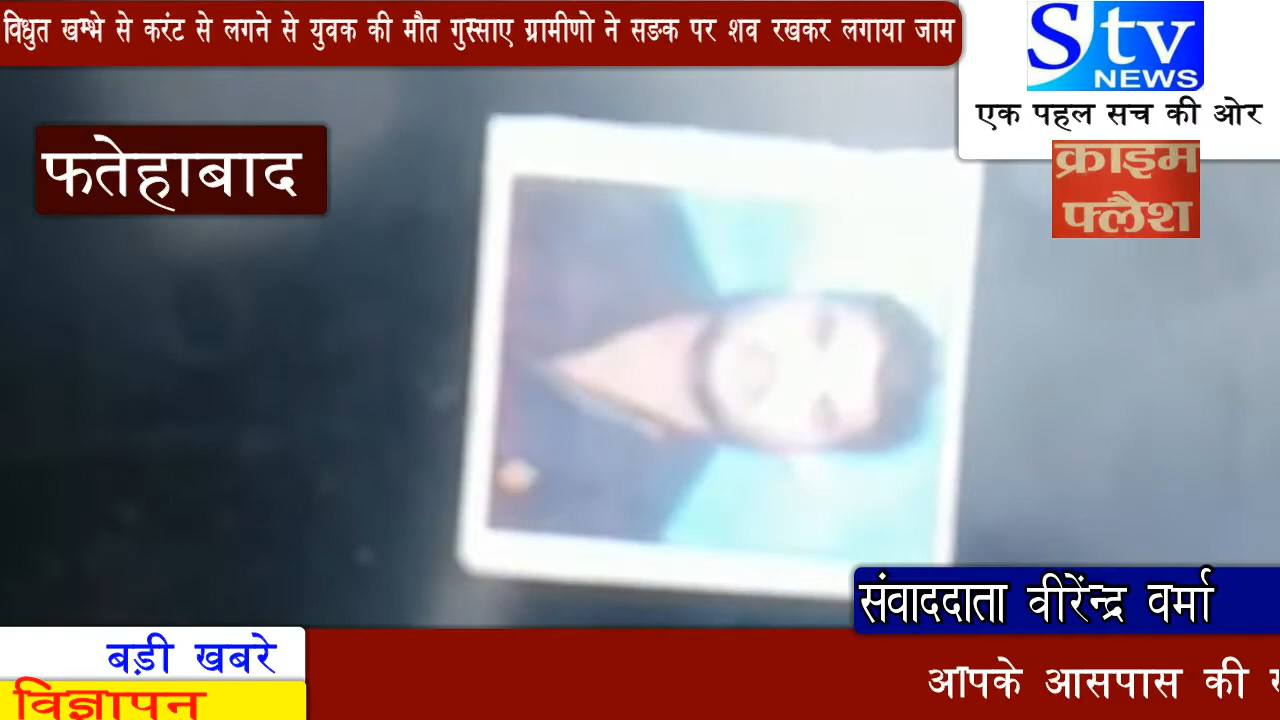 विधुत खम्भे से करंट से लगने से युवक की मौत गुस्साए ग्रामीणो ने सडक पर शव रखकर लगाया जाम
Stv
NEWS
एक पहल सच की ओर
फतेहाबाद
क्राइम
फ्लैश
संवाददाता वीरेंन्द्र वर्मा
बड़ी खबरे
विज्ञापन
आपके आसपास की